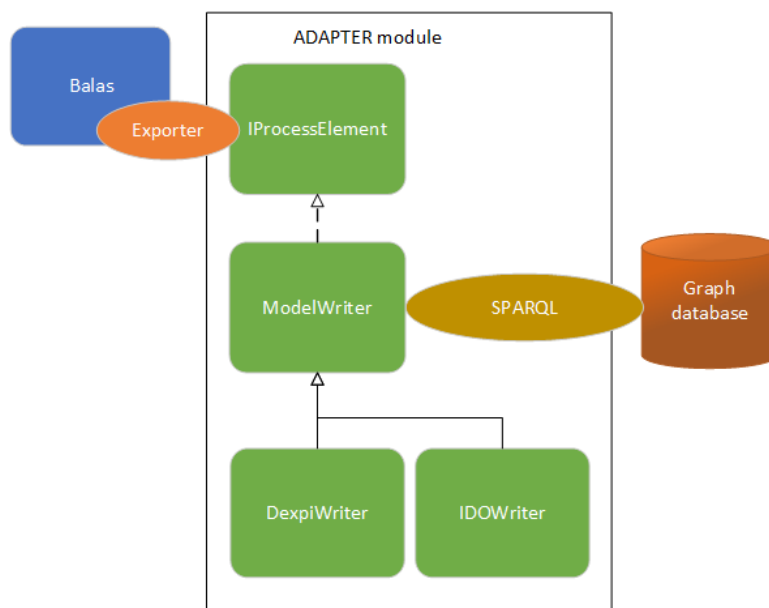 ADAPTER module
Balas
Exporter
IProcessElement
ModelWriter
SPARQL
Graph
database
DexpiWriter
IDOWriter